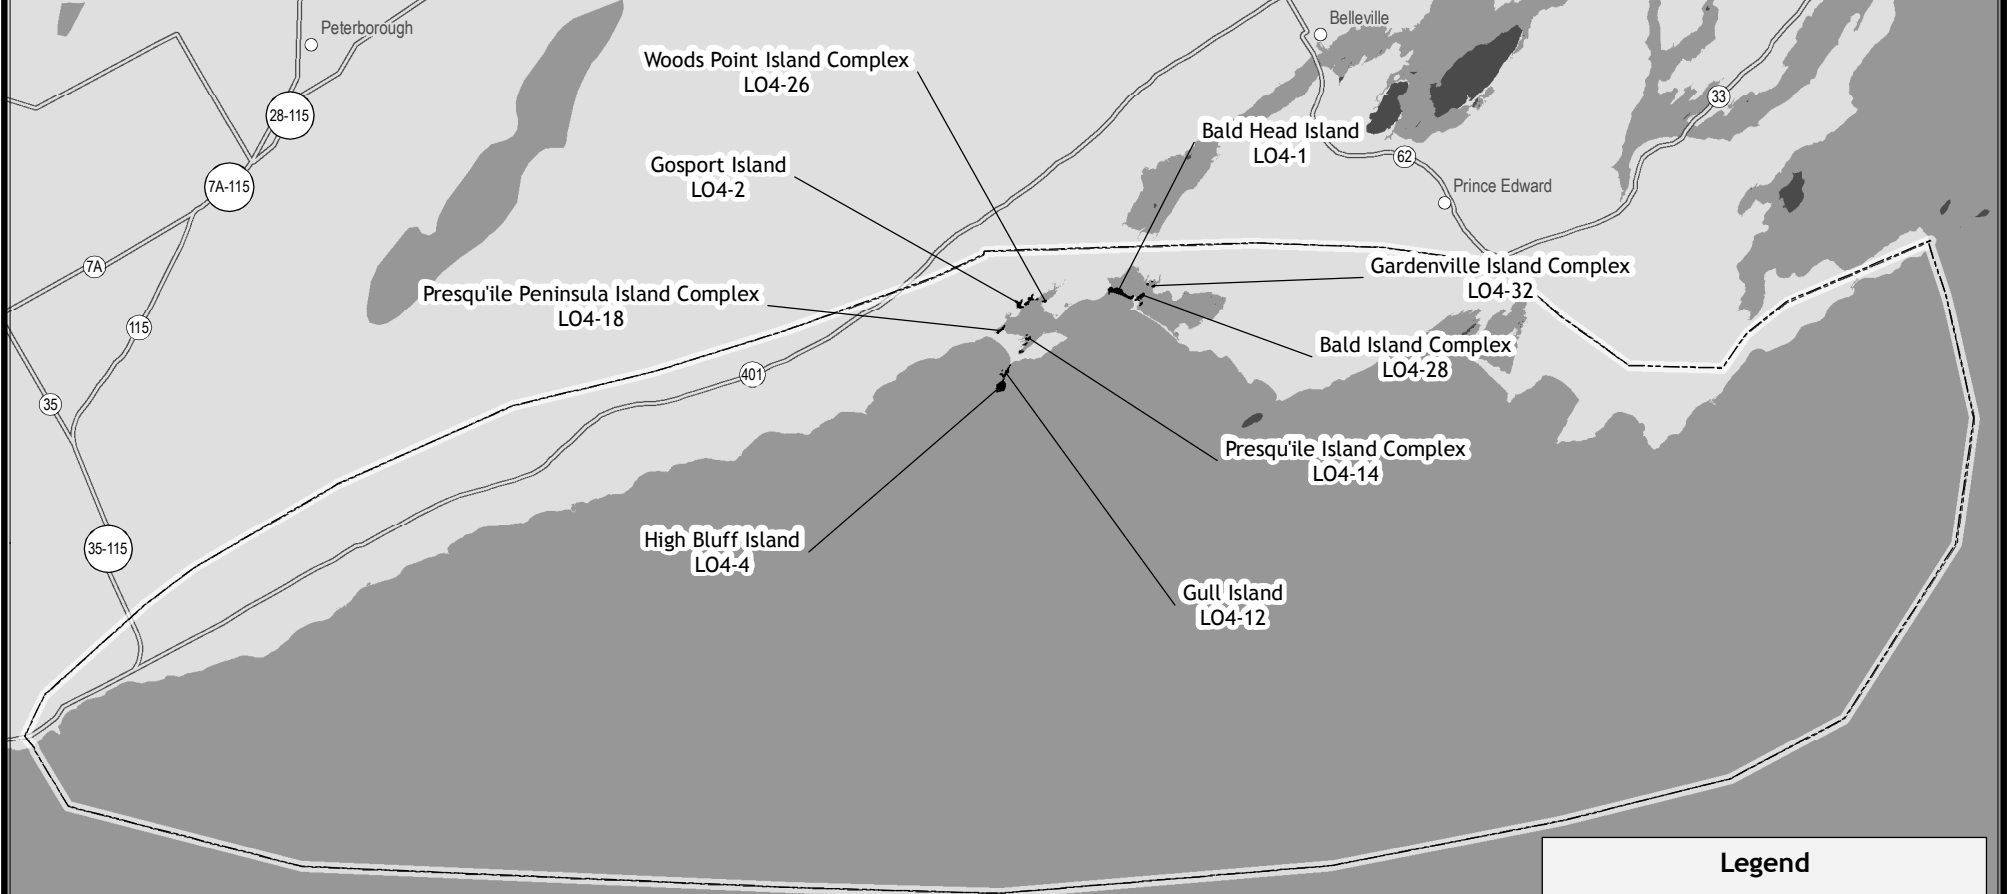 Peterborough
Belleville
Woods Point Island Complex
LO4-26
33
28-115
Bald Head Island
LO4-1
62
Gosport Island
LO4-2
7A-115
Prince Edward
7A
Gardenville Island Complex
LO4-32
Presqu'ile Peninsula Island Complex
LO4-18
115
Bald Island Complex
LO4-28
401
35
Presqu'ile Island Complex
LO4-14
High Bluff Island
LO4-4
35-115
Gull Island
LO4-12
Legend